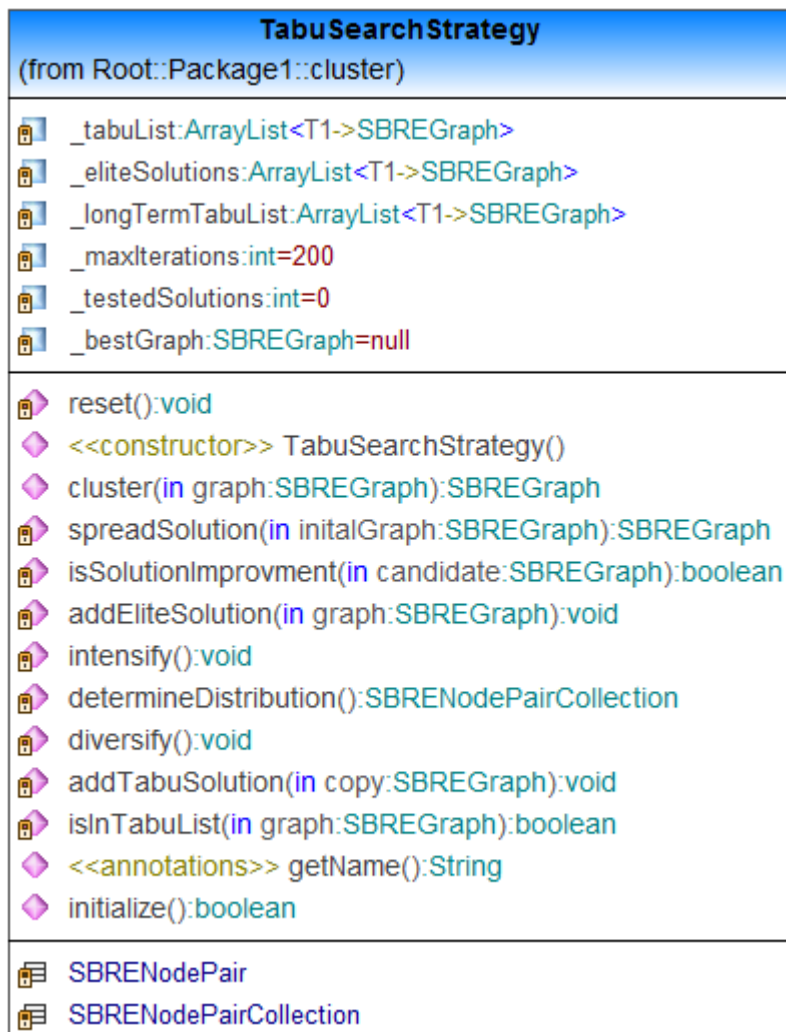 TabuSearchStrategy
(from Root::Package1::cluster)
_tabuList:ArrayList<T1->SBREGraph>
_eliteSolutions:ArrayList<T1->SBREGraph>
_longTermTabuList:ArrayList<T1->SBREGraph>
_maxIterations:int=200
_testedSolutions:int=0
_bestGraph:SBREGraph=null
reset():void
<<constructor>> TabuSearchStrategy()
cluster(in graph:SBREGraph):SBREGraph
spreadSolution(in initalGraph:SBREGraph):SBREGraph
isSolutionImprovment(in candidate:SBREGraph):boolean
addEliteSolution(in graph:SBREGraph):void
intensify():void
determineDistribution():SBRENodePairCollection
diversify():void
addTabuSolution(in copy:SBREGraph):void
isInTabuList(in graph:SBREGraph):boolean
<<annotations>> getName():String
initialize():boolean
SBRENodePair
SBRENodePairCollection